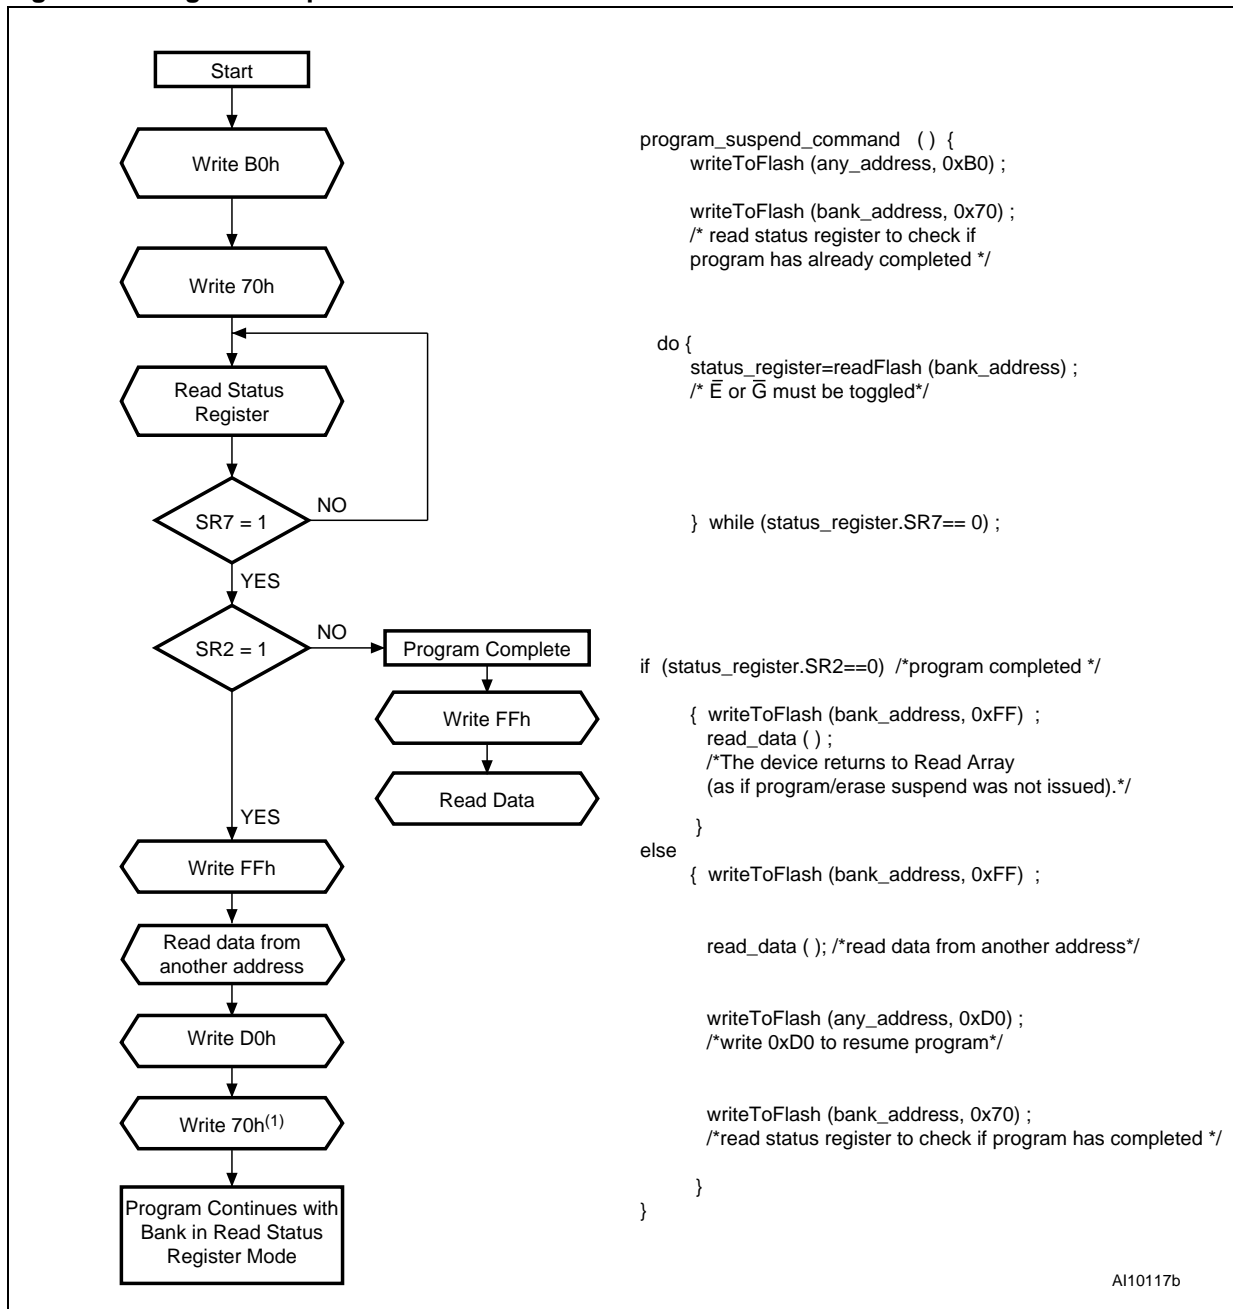 Start
Write B0h
Write 70h
Read Status
Register
SR7 = 1
NO
YES
SR2 = 1
NO
Program Complete
Write FFh
Read Data
YES
Write FFh
Read data from
another address
Write D0h
Write 70h(1)
Program Continues with
Bank in Read Status
Register Mode
program_suspend_command ( ) {
writeToFlash (any_address, 0xB0) ;
writeToFlash (bank_address, 0x70) ;
/* read status register to check if
program has already completed */
do {
status_register=readFlash (bank_address) ;
/* E̅ or G̅ must be toggled*/
} while (status_register.SR7== 0) ;
if (status_register.SR2==0) /*program completed */
{ writeToFlash (bank_address, 0xFF) ;
read_data ( ) ;
/*The device returns to Read Array
(as if program/erase suspend was not issued).*/
}
else
{ writeToFlash (bank_address, 0xFF) ;
read_data ( ); /*read data from another address*/
writeToFlash (any_address, 0xD0) ;
/*write 0xD0 to resume program*/
writeToFlash (bank_address, 0x70) ;
/*read status register to check if program has completed */
}
}
AI10117b